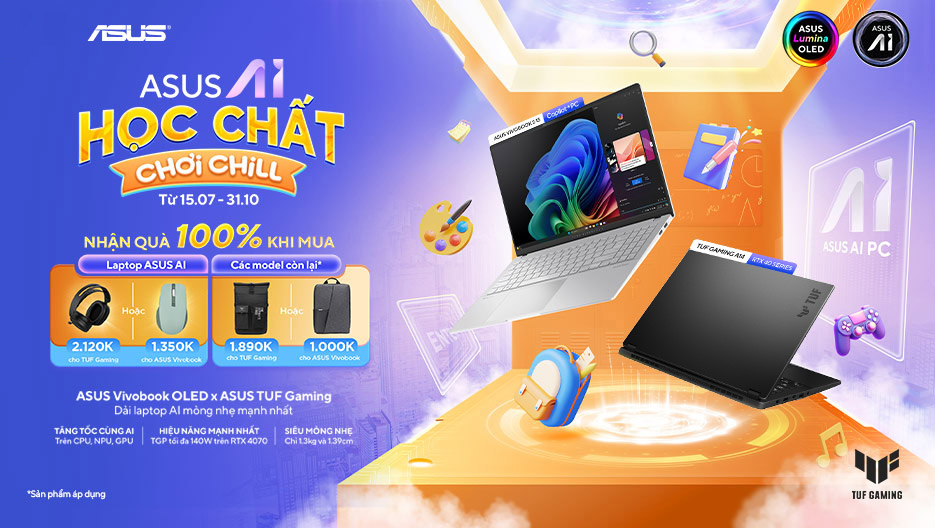 ASUS
ASUS AI
HỌC CHẤT
CHƠI CHILL
Từ 15.07 - 31.10
NHẬN QUÀ 100% KHI MUA
Laptop ASUS AI
Các model còn lại*
Hoặc
Hoặc
2.120K
cho TUF Gaming
1.350K
cho ASUS Vivobook
1.890K
cho TUF Gaming
1.000K
cho ASUS Vivobook
ASUS Vivobook OLED x ASUS TUF Gaming
Dải laptop AI mỏng nhẹ mạnh nhất
TĂNG TỐC CÙNG AI
Trên CPU, NPU, GPU
HIỆU NĂNG MẠNH NHẤT
TGP tối đa 140W trên RTX 4070
SIÊU MỎNG NHẸ
Chỉ 1.3kg và 1.39cm
*Sản phẩm áp dụng
ASUS
Lumina
OLED
ASUS
AI
ASUS VIVOBOOK S 15
Copilot+PC
TUF GAMING A14
RTX 40 SERIES
TUF
AI
ASUS AI PC
TUF GAMING